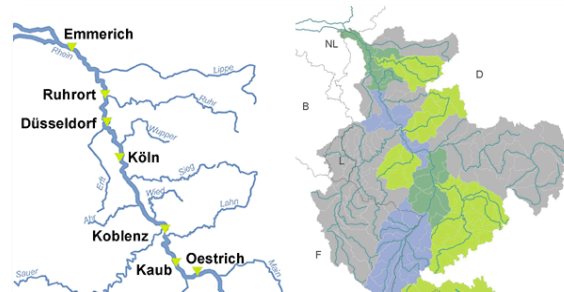 Emmerich
Rhein
Lippe
Ruhrort
Ruhr
Düsseldorf
Wupper
Köln
Erft
Sieg
Wied
Ahr
Lahn
Koblenz
Oestrich
Kaub
Main
Sauer
NL
D
B
L
F